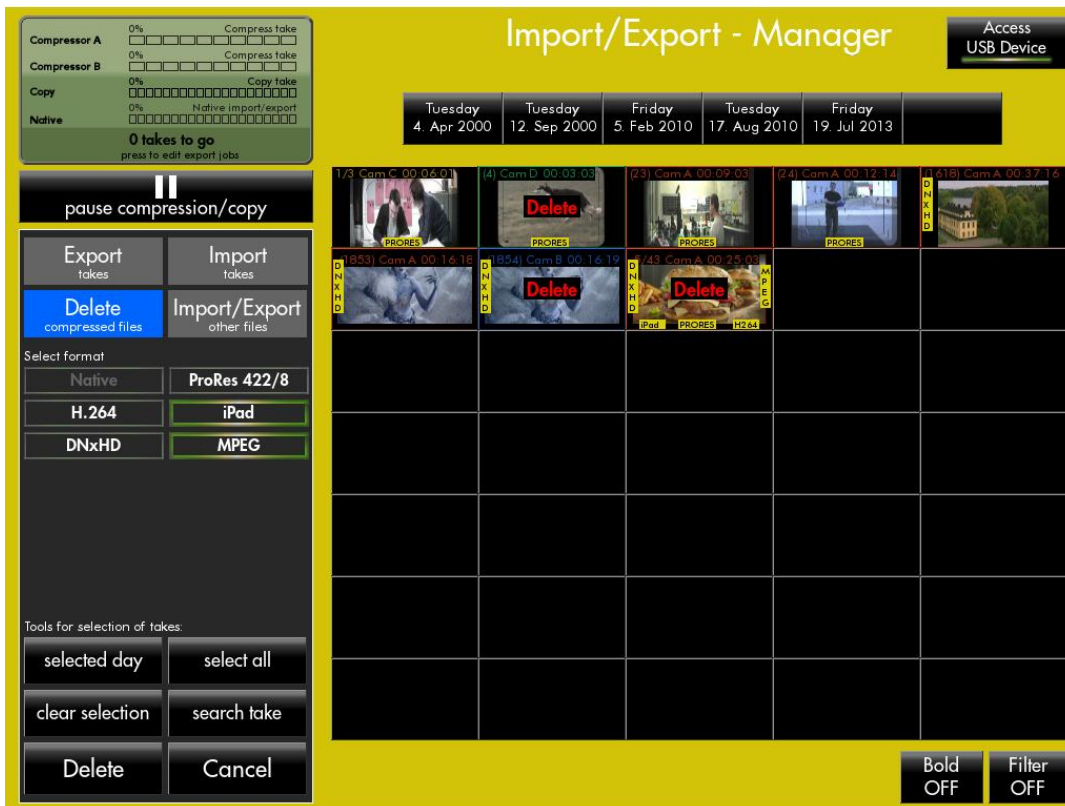 0% Compress take
Compressor A
0% Compress take
Compressor B
0% Copy take
Copy
0% Native import/export
Native
0 takes to go
press to edit export jobs
Import/Export - Manager
Access
USB Device
Tuesday
4. Apr 2000
Tuesday
12. Sep 2000
Friday
5. Feb 2010
Tuesday
17. Aug 2010
Friday
19. Jul 2013
pause compression/copy
Export
takes
Import
takes
Delete
compressed files
Import/Export
other files
Select format
Native
ProRes 422/8
H.264
iPad
DNxHD
MPEG
Tools for selection of takes:
selected day
select all
clear selection
search take
Delete
Cancel
1/3 Cam C 00:06:01
PRORES
(4) Cam D 00:03:03
Delete
PRORES
(23) Cam A 00:09:03
PRORES
(24) Cam A 00:12:14
PRORES
(1618) Cam A 00:37:16
DNXHD
(1853) Cam A 00:16:18
DNXHD
(1854) Cam B 00:16:19
DNXHD
Delete
5/43 Cam A 00:25:03
DNXHD
MPEG
Delete
iPad PRORES H264
Bold
OFF
Filter
OFF